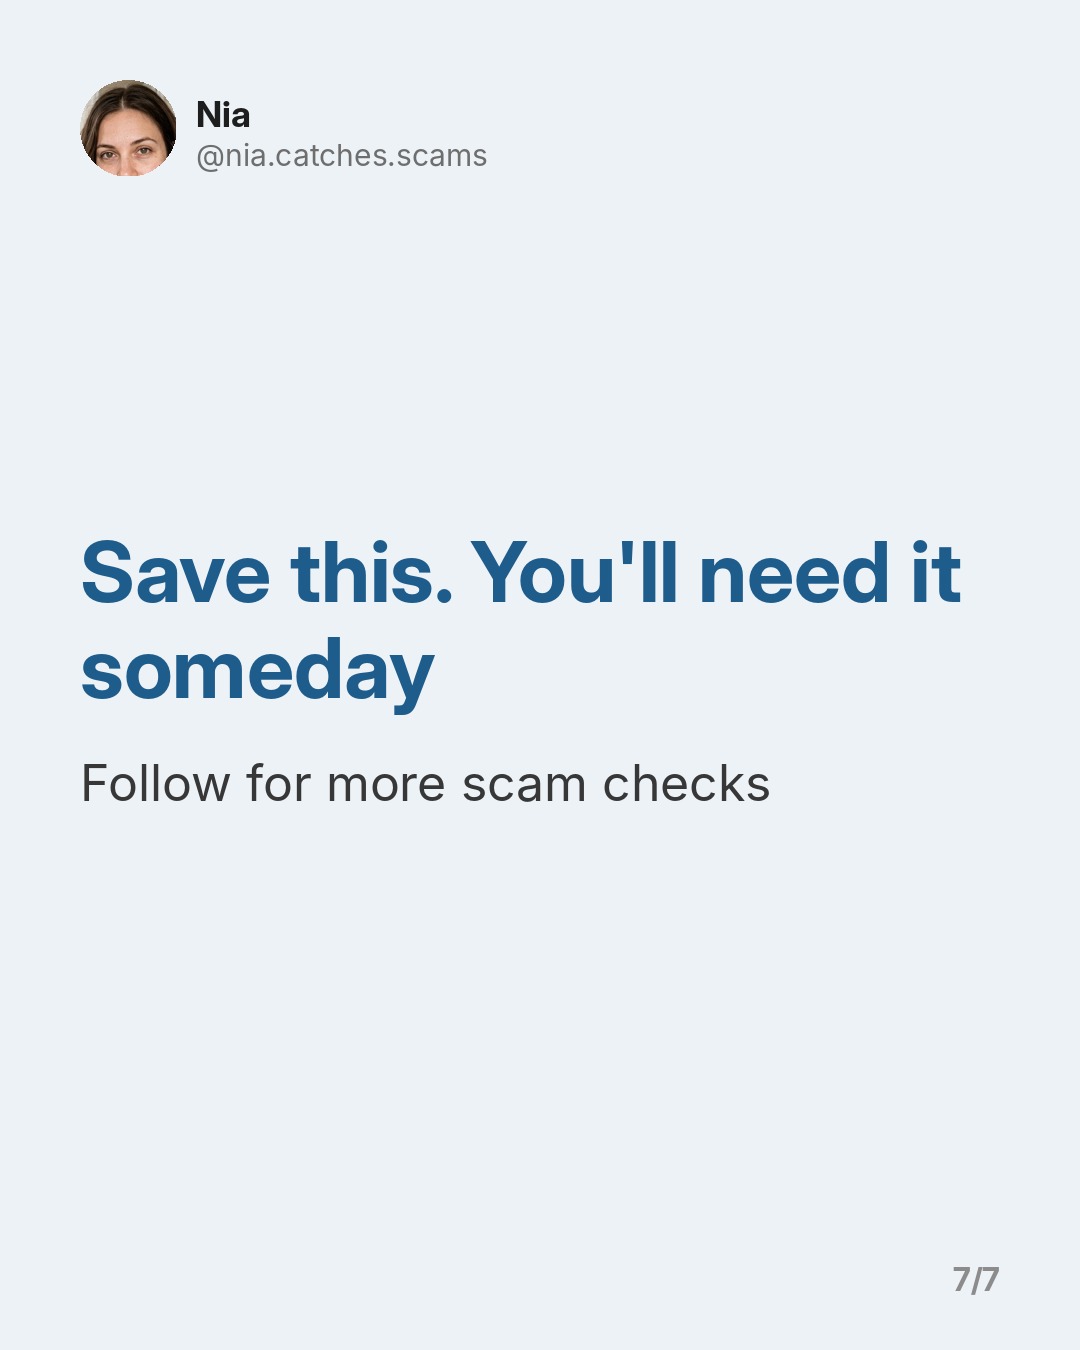 Nia
@nia.catches.scams
Save this. You'll need it
someday
Follow for more scam checks
7/7